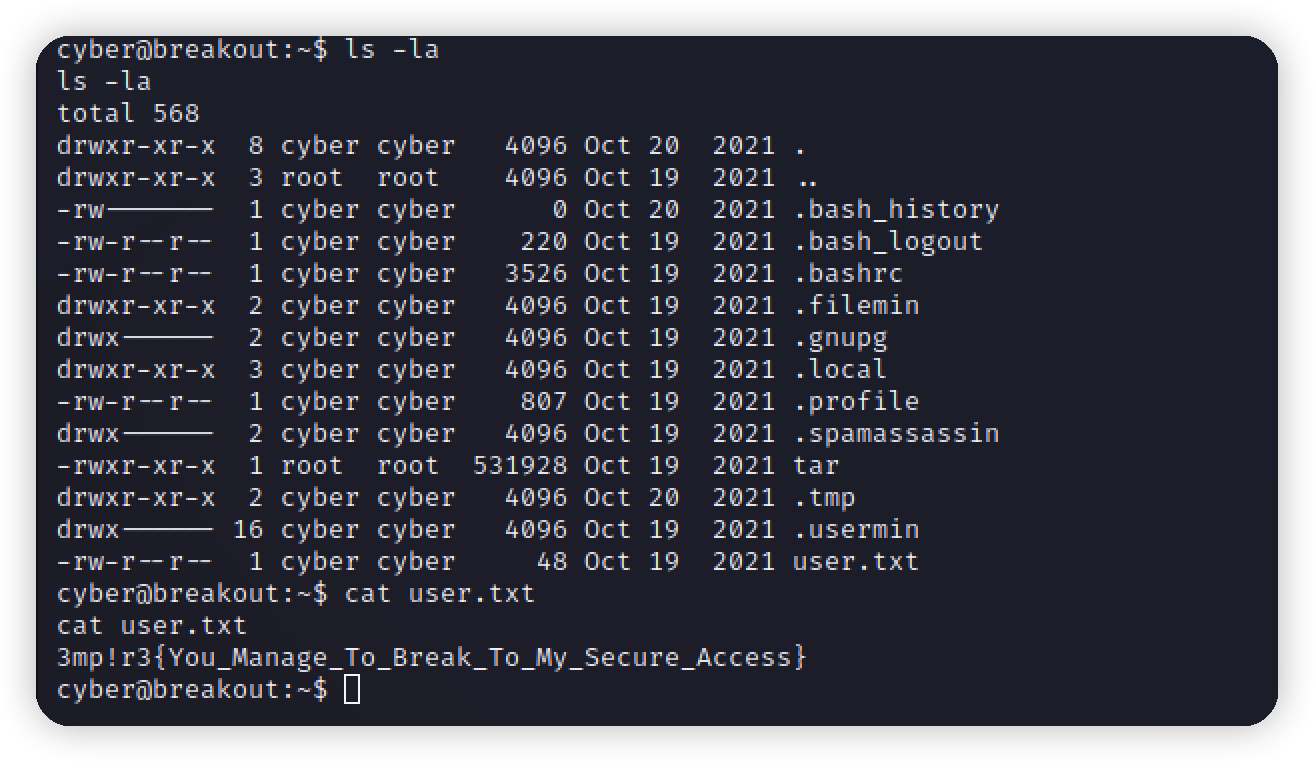 cyber@breakout:~$ ls -la
ls -la
total 568
drwxr-xr-x  8 cyber cyber   4096 Oct 20  2021 .
drwxr-xr-x  3 root  root    4096 Oct 19  2021 ..
-rw-------  1 cyber cyber      0 Oct 20  2021 .bash_history
-rw-r--r--  1 cyber cyber    220 Oct 19  2021 .bash_logout
-rw-r--r--  1 cyber cyber   3526 Oct 19  2021 .bashrc
drwxr-xr-x  2 cyber cyber   4096 Oct 19  2021 .filemin
drwx------  2 cyber cyber   4096 Oct 19  2021 .gnupg
drwxr-xr-x  3 cyber cyber   4096 Oct 19  2021 .local
-rw-r--r--  1 cyber cyber    807 Oct 19  2021 .profile
drwx------  2 cyber cyber   4096 Oct 19  2021 .spamassassin
-rwxr-xr-x  1 root  root  531928 Oct 19  2021 tar
drwxr-xr-x  2 cyber cyber   4096 Oct 20  2021 .tmp
drwx------ 16 cyber cyber   4096 Oct 19  2021 .usermin
-rw-r--r--  1 cyber cyber     48 Oct 19  2021 user.txt
cyber@breakout:~$ cat user.txt
cat user.txt
3mp!r3{You_Manage_To_Break_To_My_Secure_Access}
cyber@breakout:~$